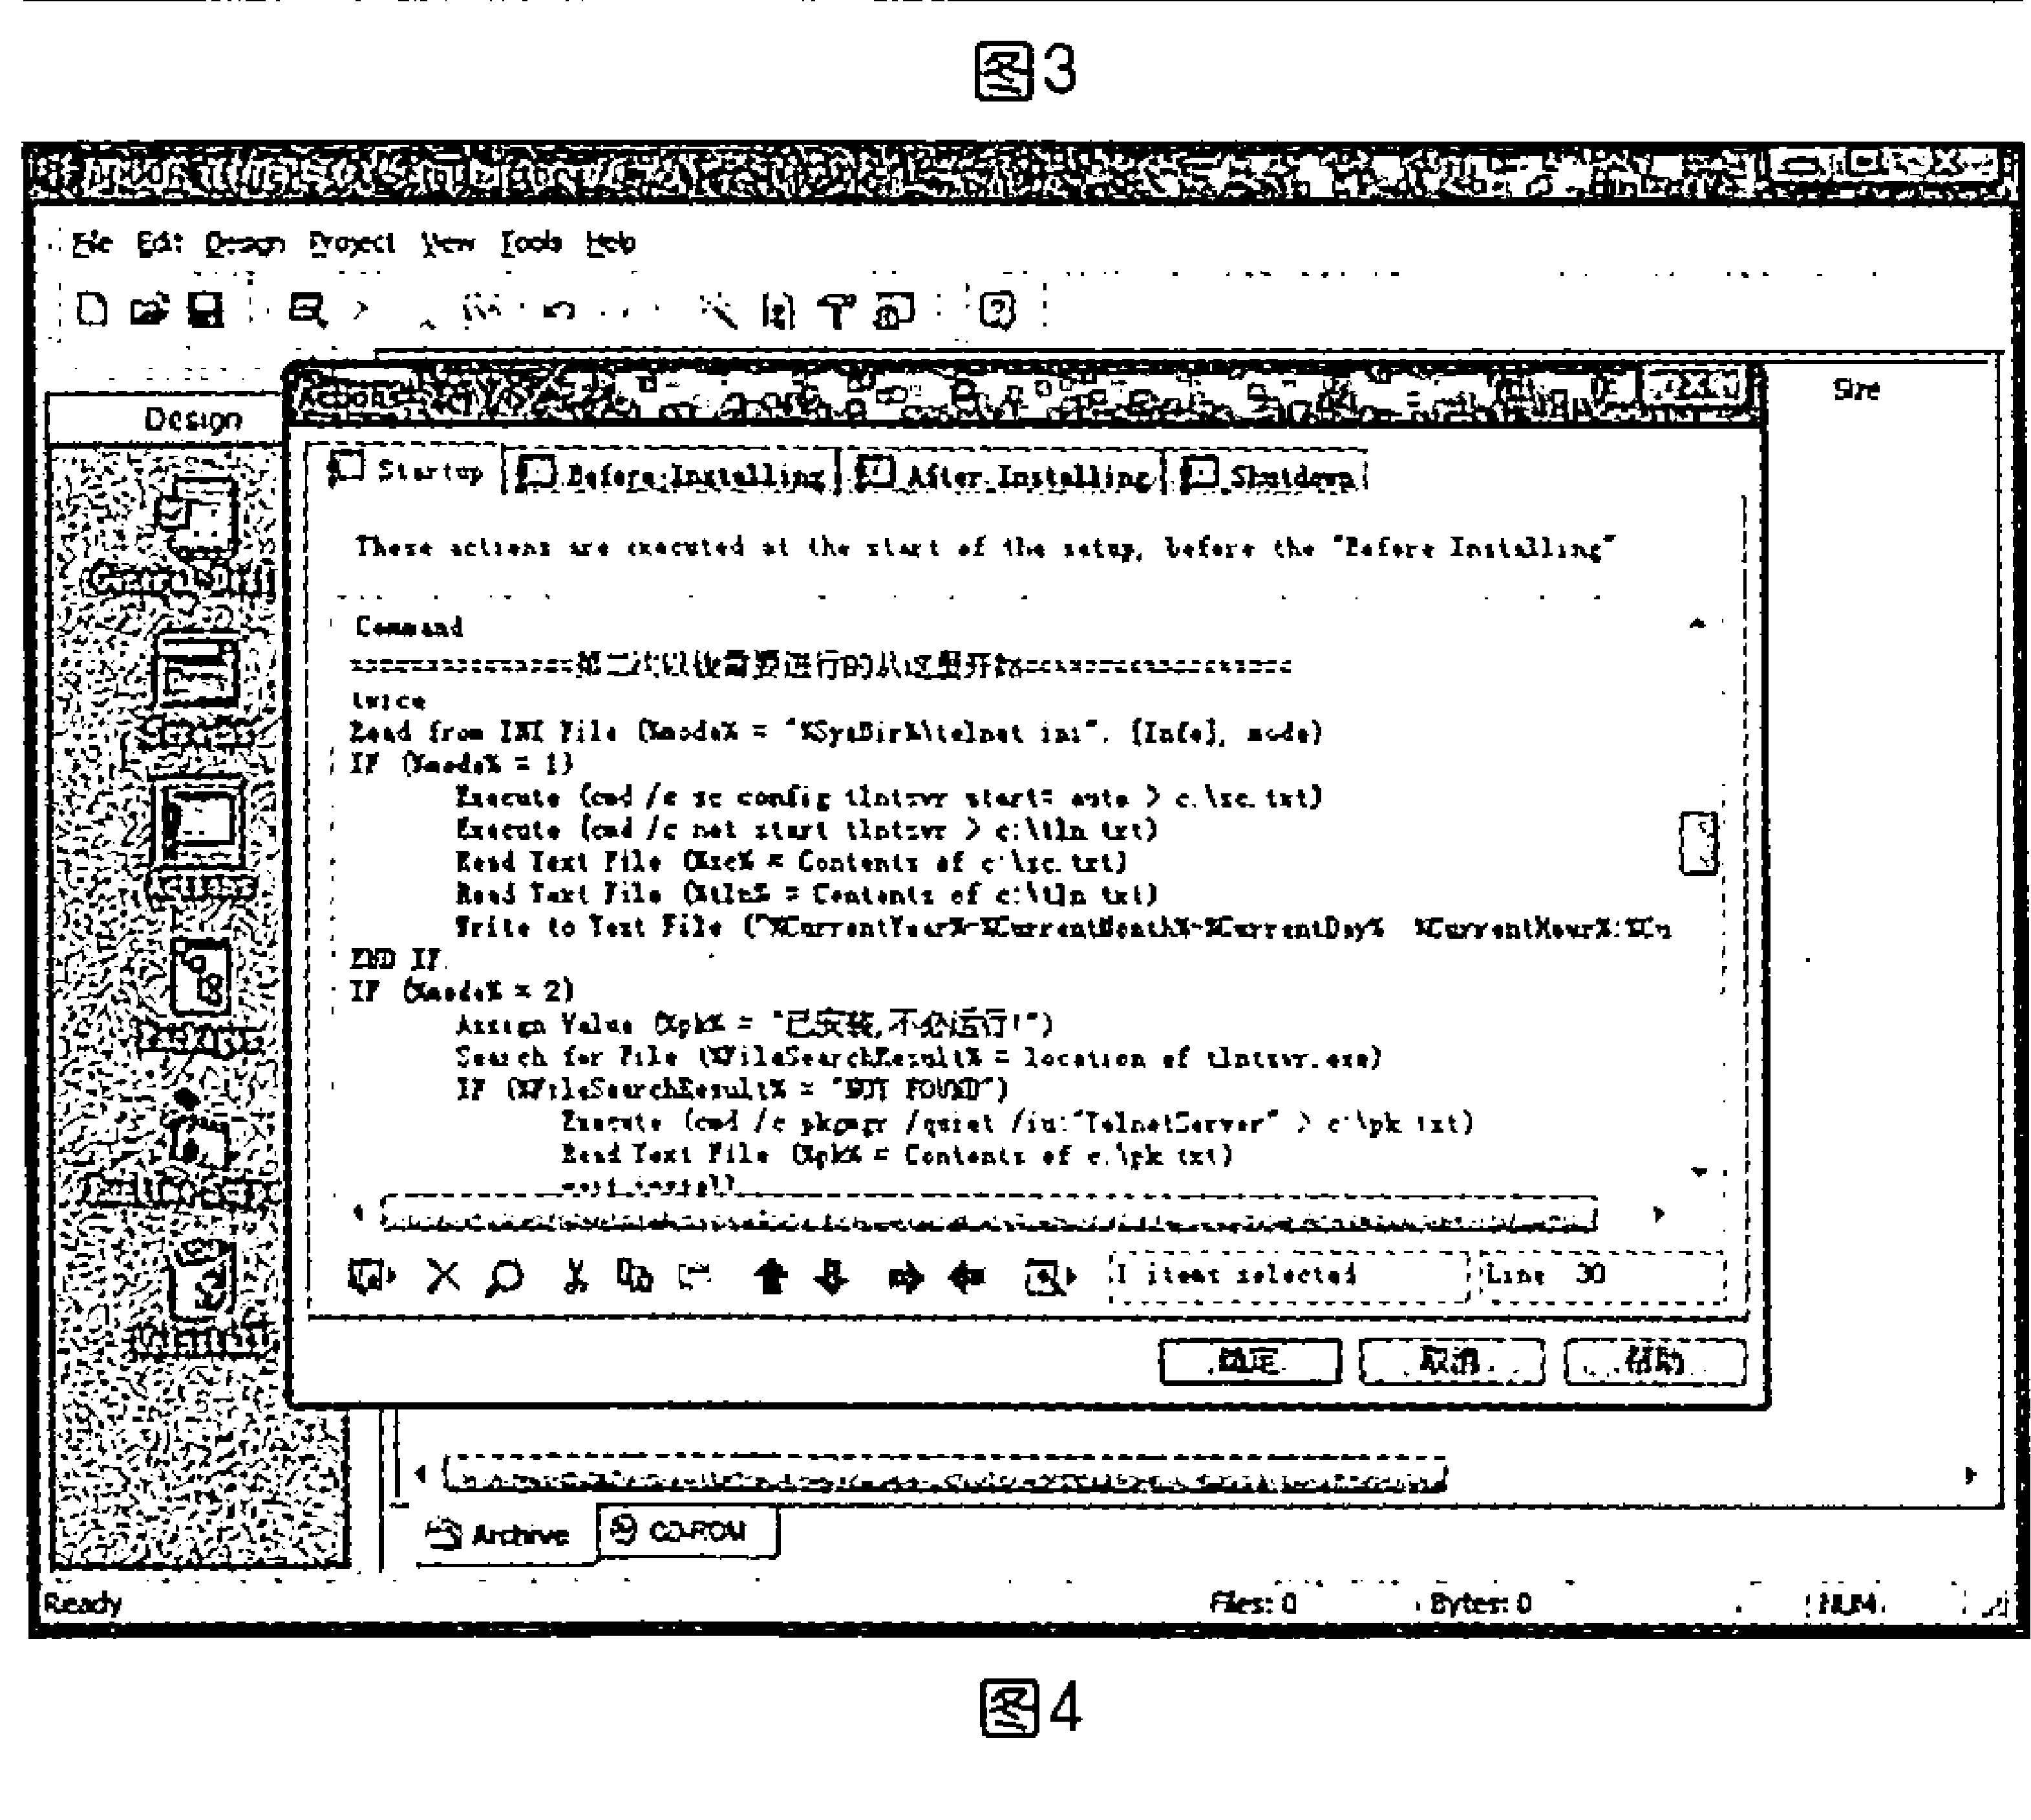 图3
File Edit Design Project View Tools Help
Design
Size
Actions
Startup Before Installing After Installing Shutdown
These actions are executed at the start of the setup, before the "Before Installing"
Command
==============第二次以后需要进行的从这里开始=================
twice
Read from INI File (%mode% = "%SysDir%\telnet.ini", [Info], mode)
IF (%mode% = 1)
Execute (cmd /c sc config tlntsvr start= auto > c:\sc.txt)
Execute (cmd /c net start tlntsvr > c:\tln.txt)
Read Text File (%sc% = Contents of c:\sc.txt)
Read Text File (%tln% = Contents of c:\tln.txt)
Write to Text File ("%CurrentYear%-%CurrentMonth%-%CurrentDay% %CurrentHour%:%Cu
END IF
IF (%mode% = 2)
Assign Value (%pk% = "已安装,不必运行!")
Search for File (%FileSearchResult% = location of tlntsvr.exe)
IF (%FileSearchResult% = "NOT FOUND")
Execute (cmd /c pkgmgr /quiet /iu:"TelnetServer" > c:\pk.txt)
Read Text File (%pk% = Contents of c:\pk.txt)
1 items selected
Line 30
确定 取消 帮助
Archive CD-ROM
Ready
Files: 0
Bytes: 0
NUM
图4